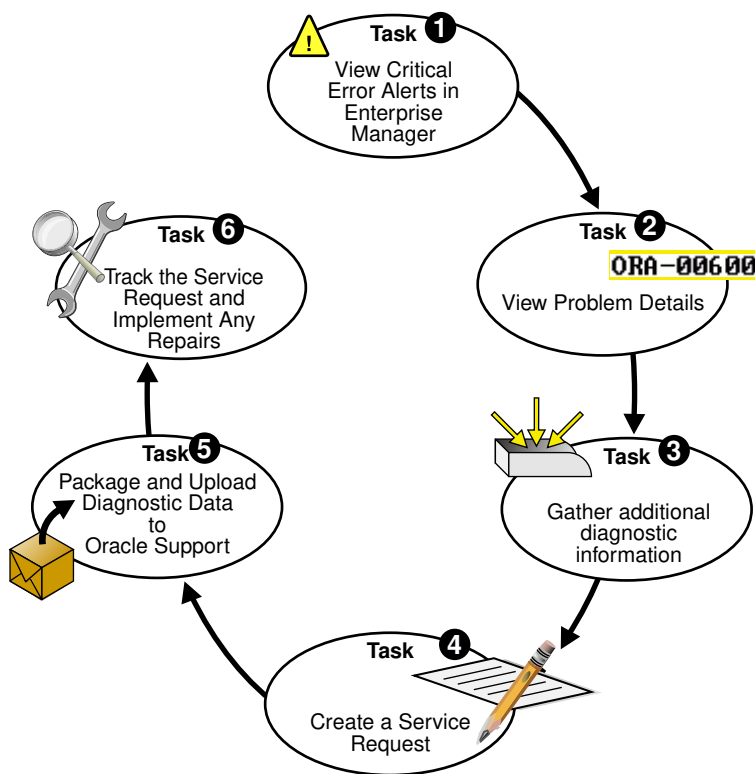 Task 1
View Critical
Error Alerts in
Enterprise
Manager
Task 2
ORA-00600
View Problem Details
Task 3
Gather additional
diagnostic
information
Task 4
Create a Service
Request
Task 5
Package and Upload
Diagnostic Data
to
Oracle Support
Task 6
Track the Service
Request and
Implement Any
Repairs
!